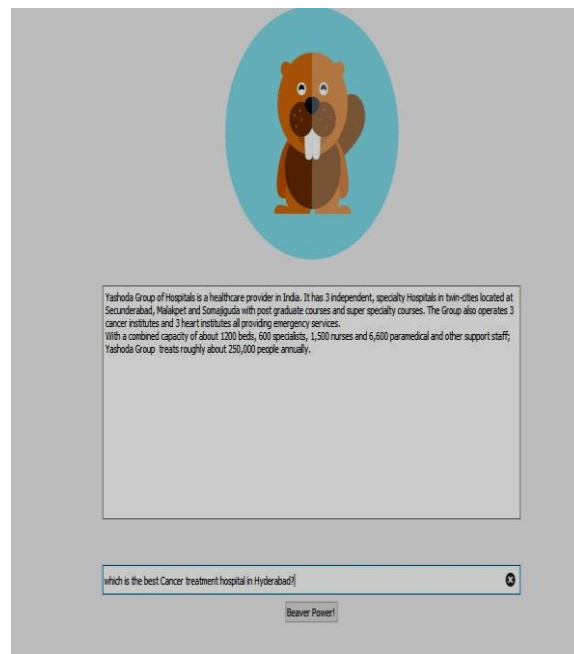 Yashoda Group of Hospitals is a healthcare provider in India. It has 3 independent, specialty Hospitals in twin-cities located at
Secunderabad, Malakpet and Somajiguda with post graduate courses and super specialty courses. The Group also operates 3
cancer institutes and 3 heart institutes all providing emergency services.
With a combined capacity of about 1200 beds, 600 specialists, 1,500 nurses and 6,600 paramedical and other support staff;
Yashoda Group  treats roughly about 250,000 people annually.
which is the best Cancer treatment hospital in Hyderabad?
Beaver Power!